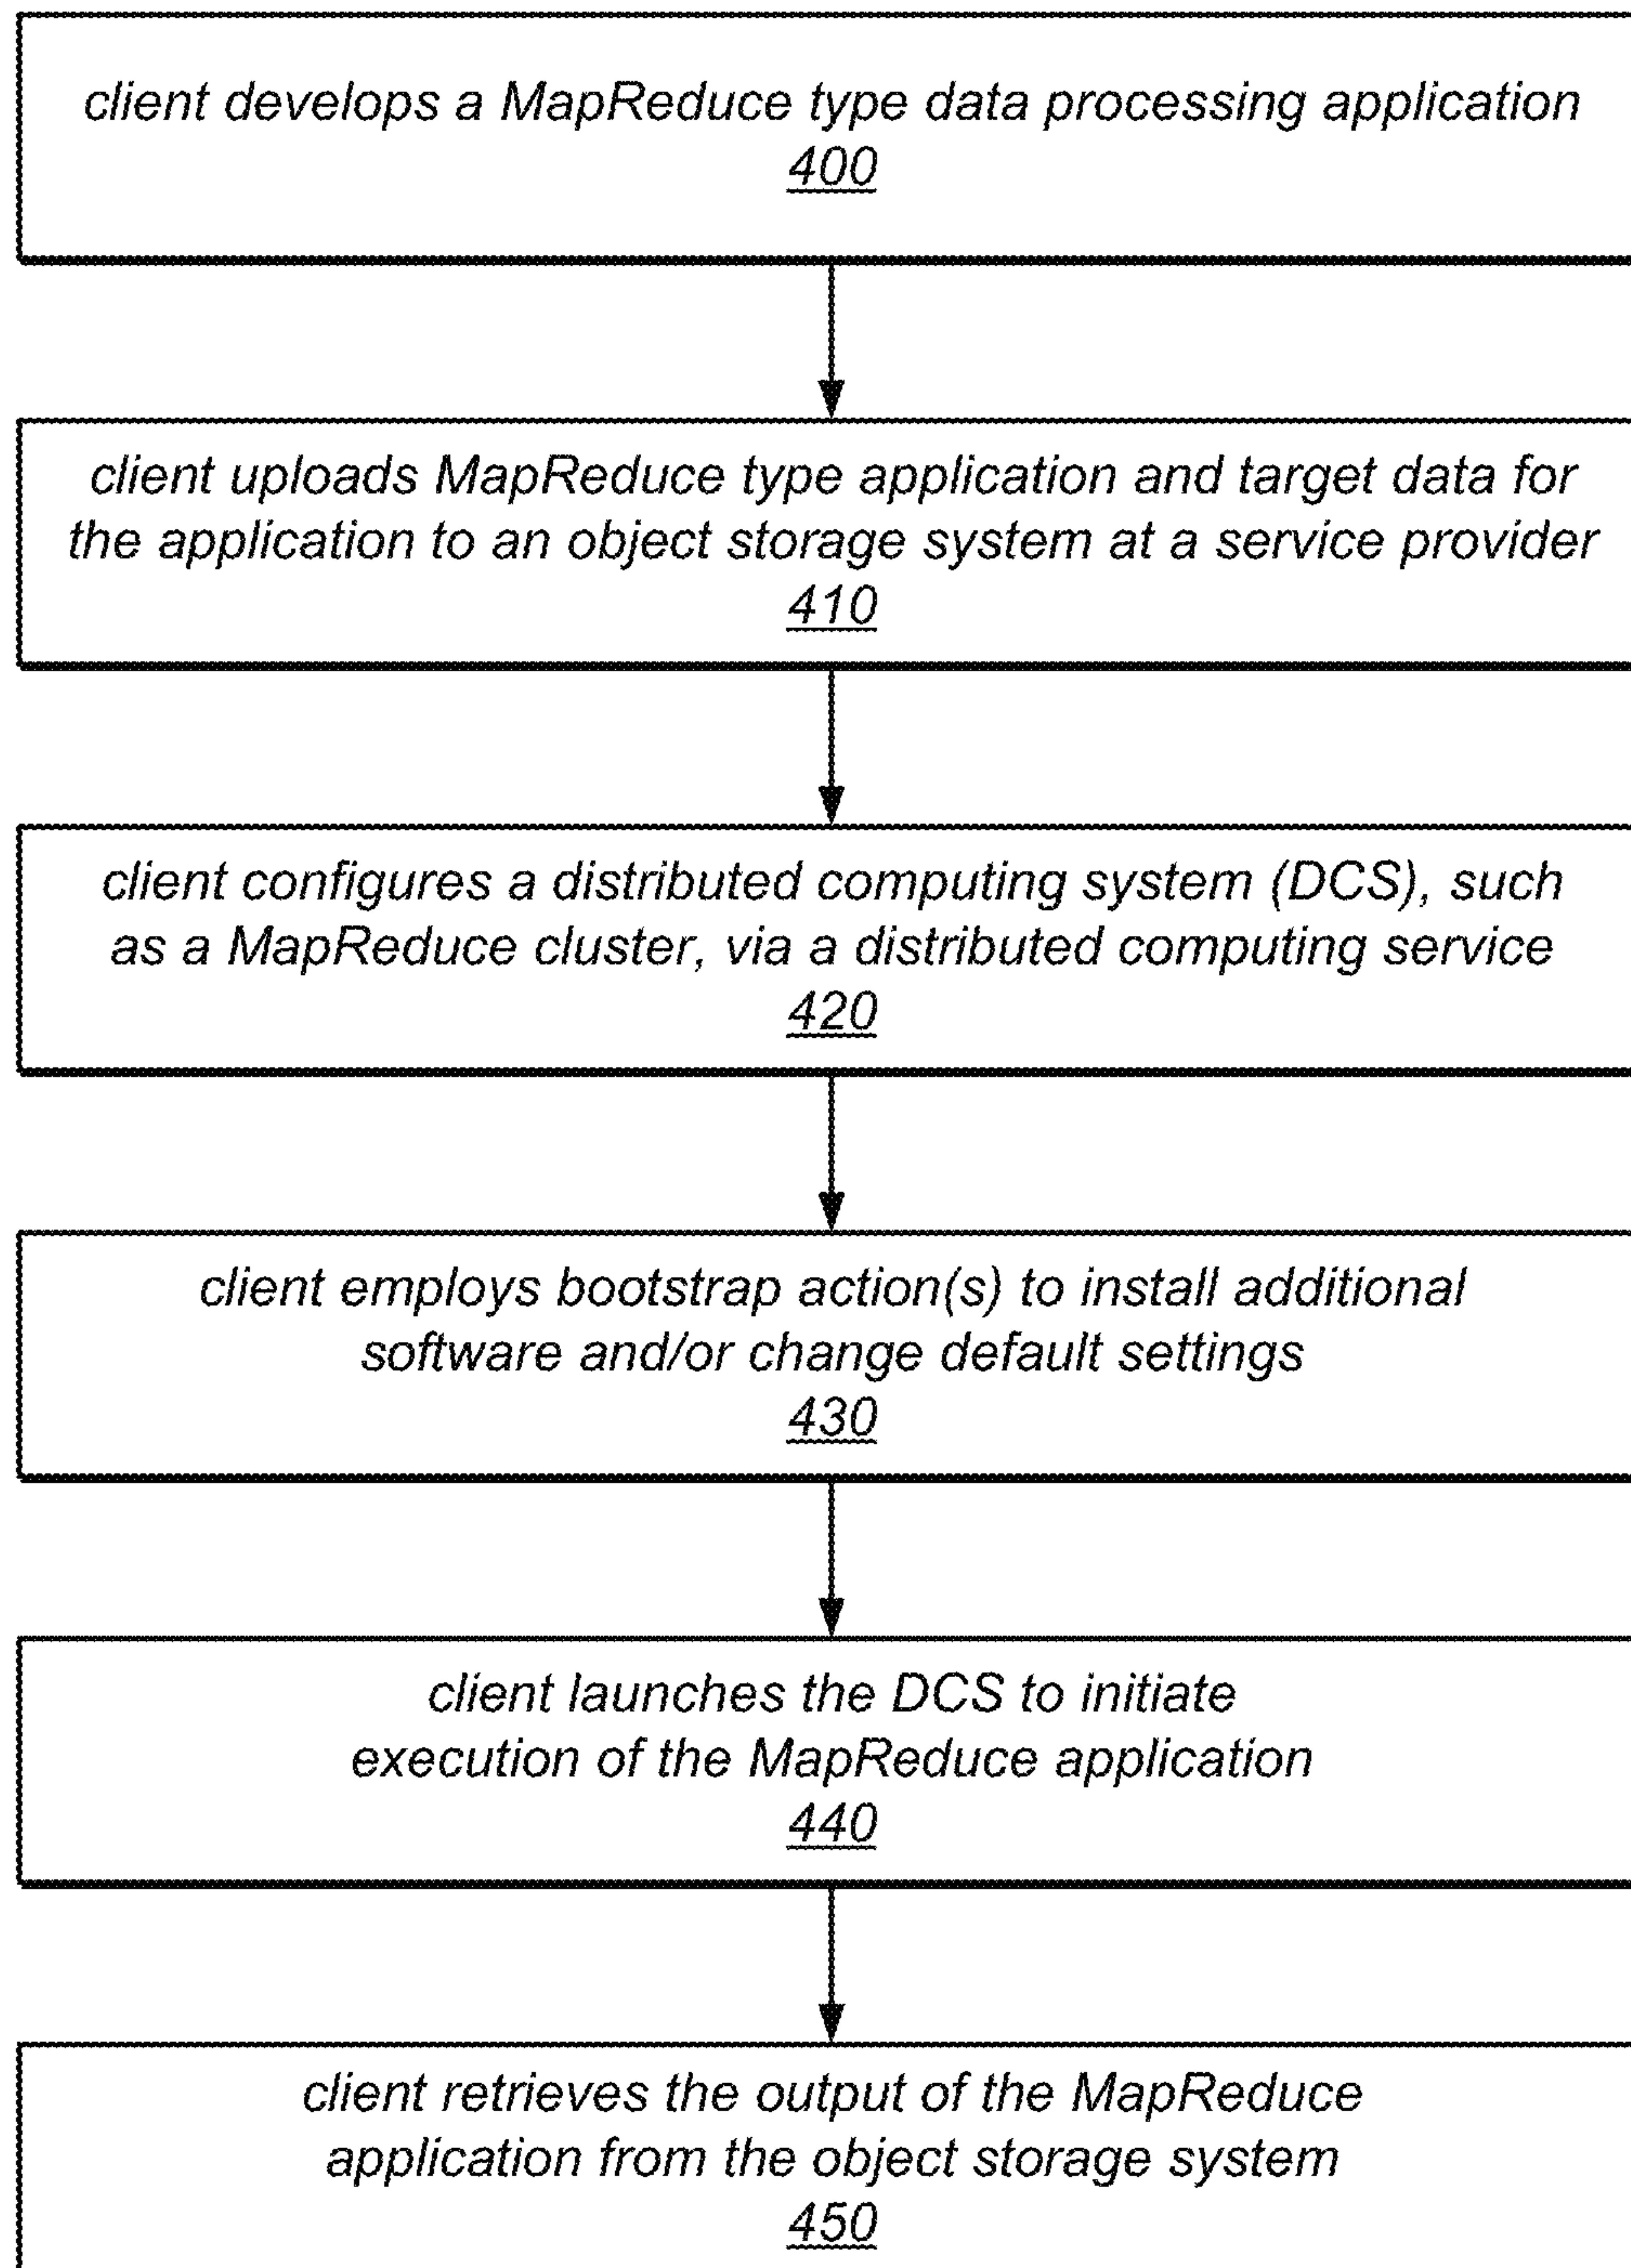 client develops a MapReduce type data processing application
400
client uploads MapReduce type application and target data for
the application to an object storage system at a service provider
410
client configures a distributed computing system (DCS), such
as a MapReduce cluster, via a distributed computing service
420
client employs bootstrap action(s) to install additional
software and/or change default settings
430
client launches the DCS to initiate
execution of the MapReduce application
440
client retrieves the output of the MapReduce
application from the object storage system
450